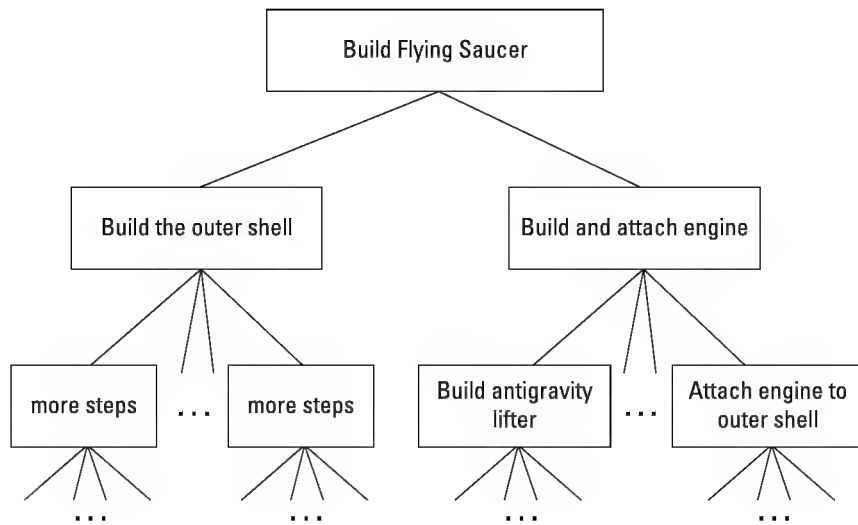 Build Flying Saucer
Build the outer shell
Build and attach engine
more steps
...
more steps
Build antigravity
lifter
...
Attach engine to
outer shell
...
...
...
...